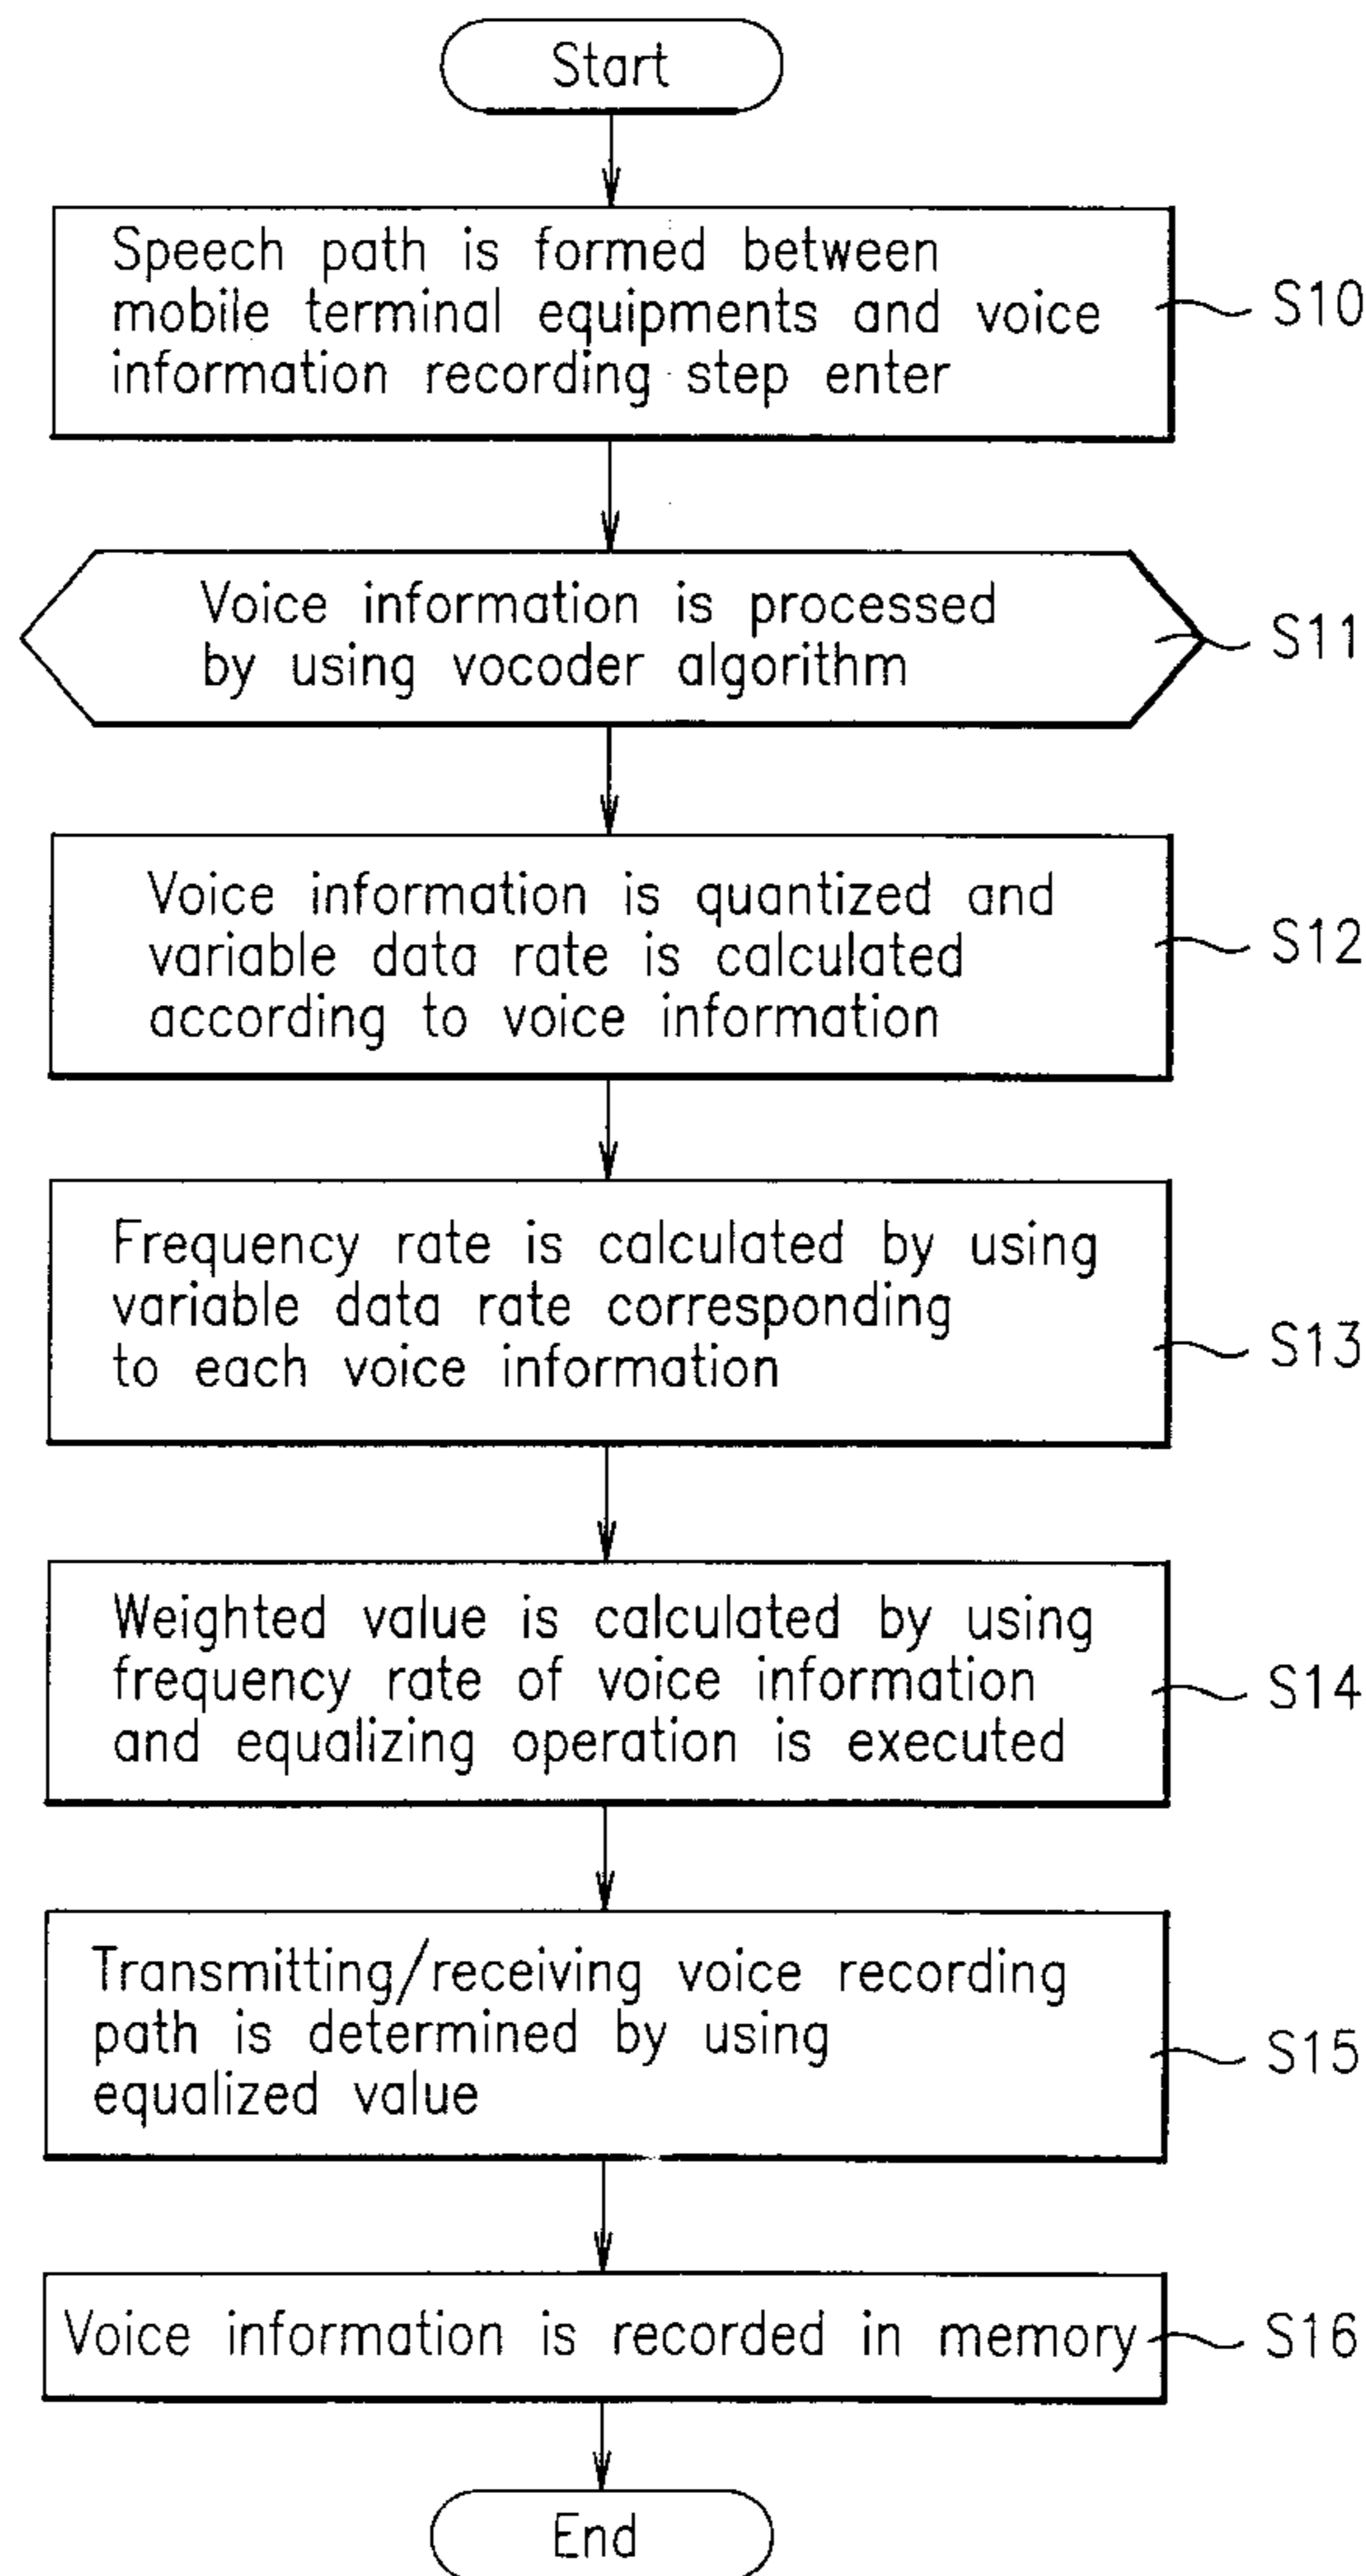 Start
Speech path is formed between
mobile terminal equipments and voice
information recording step enter
S10
Voice information is processed
by using vocoder algorithm
S11
Voice information is quantized and
variable data rate is calculated
according to voice information
S12
Frequency rate is calculated by using
variable data rate corresponding
to each voice information
S13
Weighted value is calculated by using
frequency rate of voice information
and equalizing operation is executed
S14
Transmitting/receiving voice recording
path is determined by using
equalized value
S15
Voice information is recorded in memory
S16
End